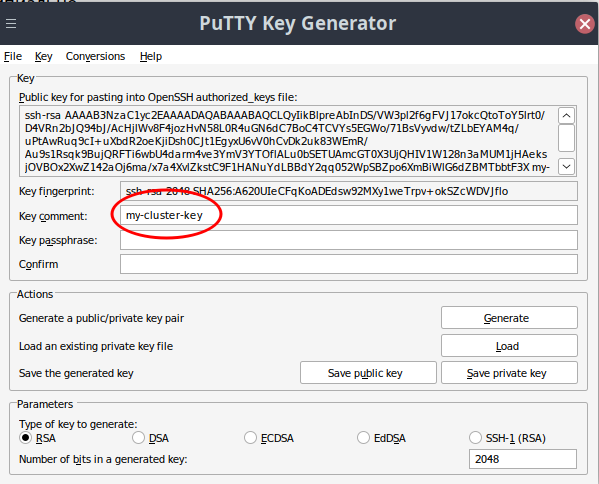 PuTTY Key Generator
File Key Conversions Help
Key
Public key for pasting into OpenSSH authorized_keys file:
ssh-rsa AAAAB3NzaC1yc2EAAAADAQABAAABAQCLQyIikBlpreAbInDS/VW3pl2f6gFVJ17okcQtoToY5lrt0/
D4VRn2bJQ94bJ/AcHjlWv8F4jozHvN58L0R4uGN6dC7BoC4TCVYs5EGWo/71BsVyvdw/tZLbEYAM4q/
uPtAwRuq9cI+uXbdR2oeKjiDsh0CJt1EgyxU6vV0hCvDk2uk83WEmR/
Au9s1Rsqk9BujQRFTi6wbU4darm4ve3YmV3YTOflALu0bSETUAmcGT0X3UjQHIV1W128n3aMUM1jHAeks
jOVBOx2XwZ142aOj6ma/x7a4XvlZkstC9F1HANuYdLBBdY2qq052WpSBZpo6XmBiWlG6dZBMTbbtF3X my-
Key fingerprint: ssh-rsa 2048 SHA256:A620UIeCFqKoADEdsw92MXy1weTrpv+okSZcWDVJflo
Key comment: my-cluster-key
Key passphrase:
Confirm
Actions
Generate a public/private key pair Generate
Load an existing private key file Load
Save the generated key Save public key Save private key
Parameters
Type of key to generate:
RSA DSA ECDSA EdDSA SSH-1 (RSA)
Number of bits in a generated key: 2048